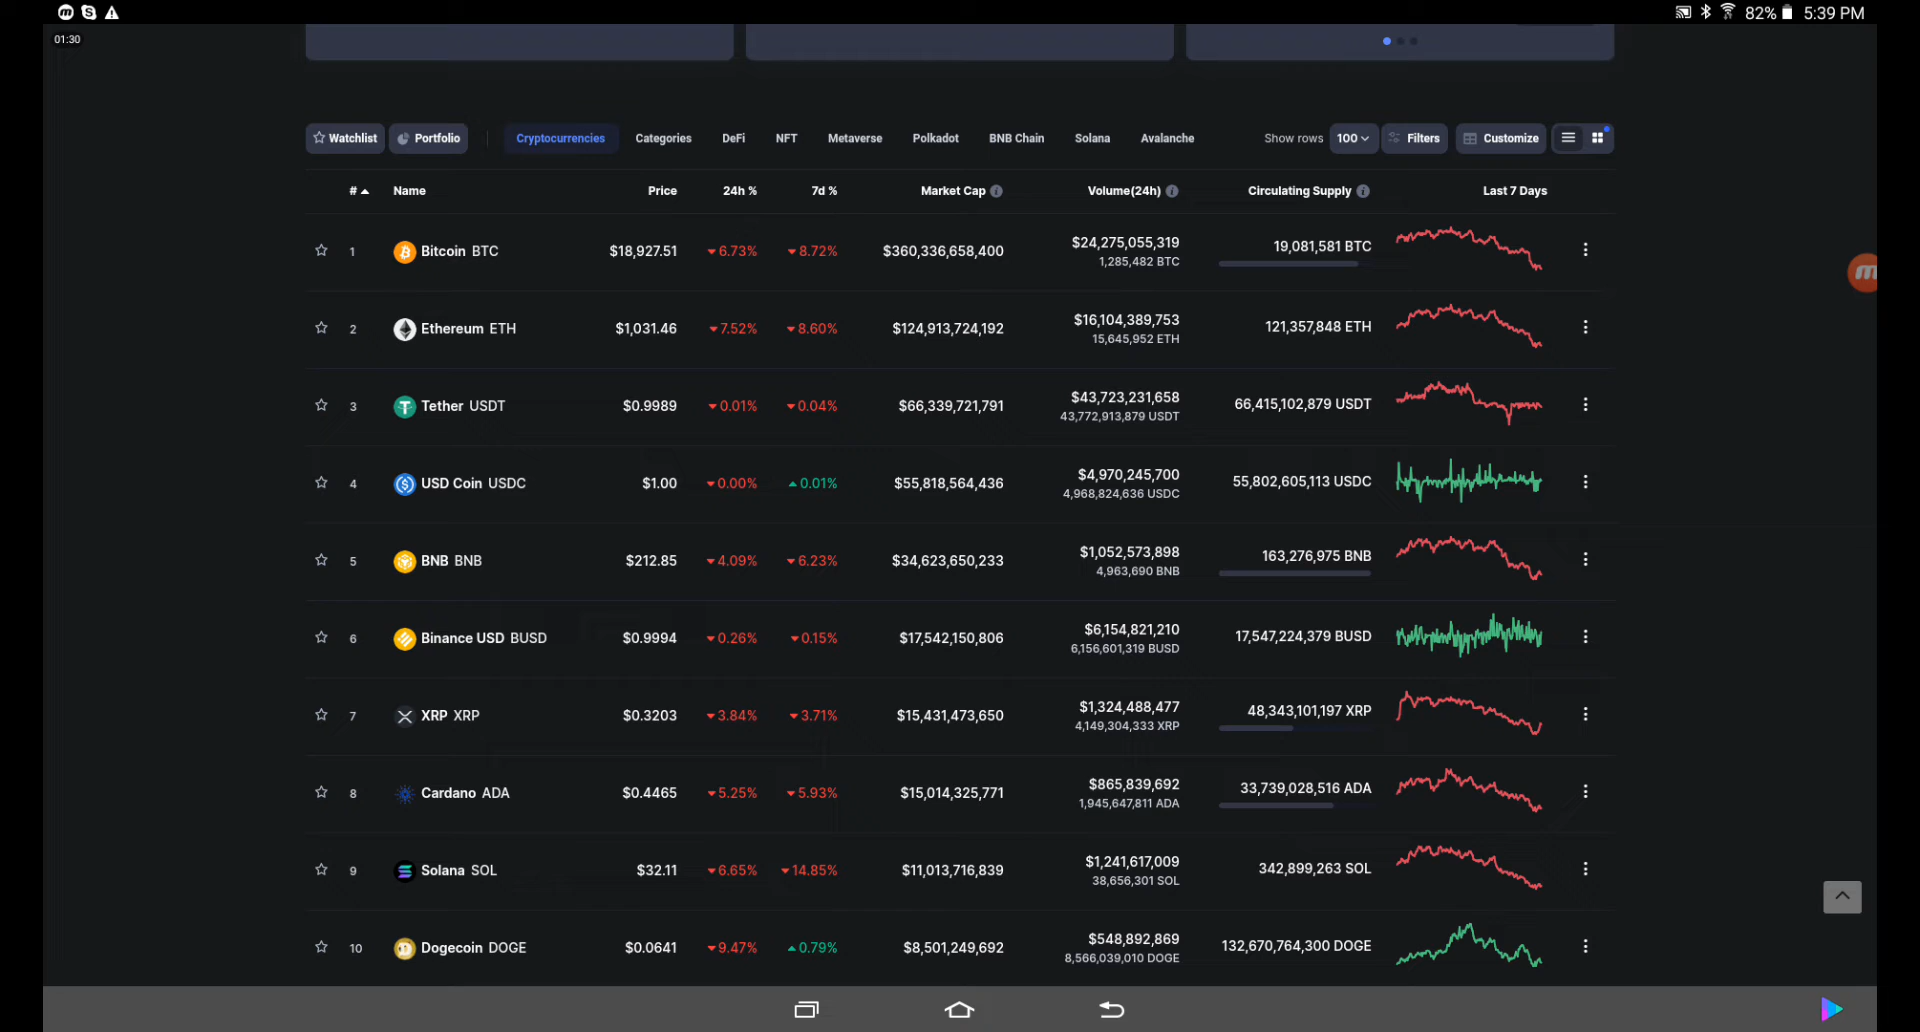 82% 5:39 PM
01:30
Watchlist Portfolio Cryptocurrencies Categories DeFi NFT Metaverse Polkadot BNB Chain Solana Avalanche Show rows 100 Filters Customize
# Name Price 24h % 7d % Market Cap Volume(24h) Circulating Supply Last 7 Days
1 Bitcoin BTC $18,927.51 6.73% 8.72% $360,336,658,400 $24,275,055,319 19,081,581 BTC
1,285,482 BTC
2 Ethereum ETH $1,031.46 7.52% 8.60% $124,913,724,192 $16,104,389,753 121,357,848 ETH
15,645,952 ETH
3 Tether USDT $0.9989 0.01% 0.04% $66,339,721,791 $43,723,231,658 66,415,102,879 USDT
43,772,913,879 USDT
4 USD Coin USDC $1.00 0.00% 0.01% $55,818,564,436 $4,970,245,700 55,802,605,113 USDC
4,968,824,636 USDC
5 BNB BNB $212.85 4.09% 6.23% $34,623,650,233 $1,052,573,898 163,276,975 BNB
4,963,690 BNB
6 Binance USD BUSD $0.9994 0.26% 0.15% $17,542,150,806 $6,154,821,210 17,547,224,379 BUSD
6,156,601,319 BUSD
7 XRP XRP $0.3203 3.84% 3.71% $15,431,473,650 $1,324,488,477 48,343,101,197 XRP
4,149,304,333 XRP
8 Cardano ADA $0.4465 5.25% 5.93% $15,014,325,771 $865,839,692 33,739,028,516 ADA
1,945,647,811 ADA
9 Solana SOL $32.11 6.65% 14.85% $11,013,716,839 $1,241,617,009 342,899,263 SOL
38,656,301 SOL
10 Dogecoin DOGE $0.0641 9.47% 0.79% $8,501,249,692 $548,892,869 132,670,764,300 DOGE
8,566,039,010 DOGE